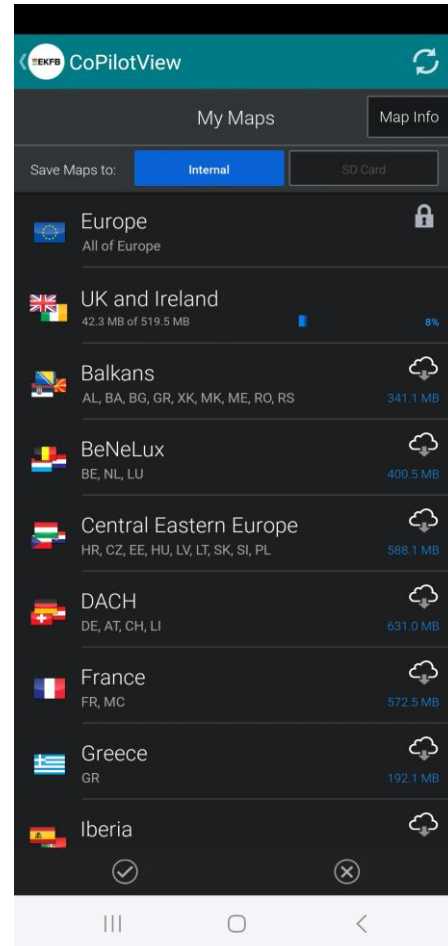 EKFB
CoPilotView
My Maps
Map Info
Save Maps to:
Internal
SD Card
Europe
All of Europe
UK and Ireland
42.3 MB of 519.5 MB
8%
Balkans
AL, BA, BG, GR, XK, MK, ME, RO, RS
341.1 MB
BeNeLux
BE, NL, LU
400.5 MB
Central Eastern Europe
HR, CZ, EE, HU, LV, LT, SK, SI, PL
588.1 MB
DACH
DE, AT, CH, LI
631.0 MB
France
FR, MC
572.5 MB
Greece
GR
192.1 MB
Iberia